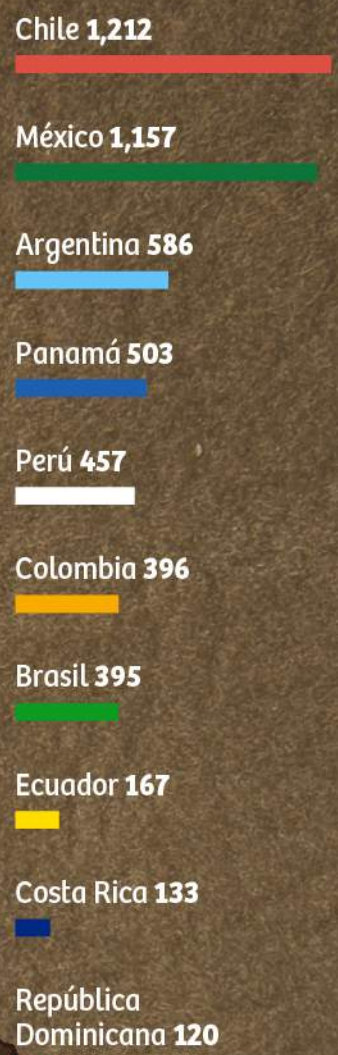 Chile 1,212
México 1,157
Argentina 586
Panamá 503
Perú 457
Colombia 396
Brasil 395
Ecuador 167
Costa Rica 133
República
Dominicana 120